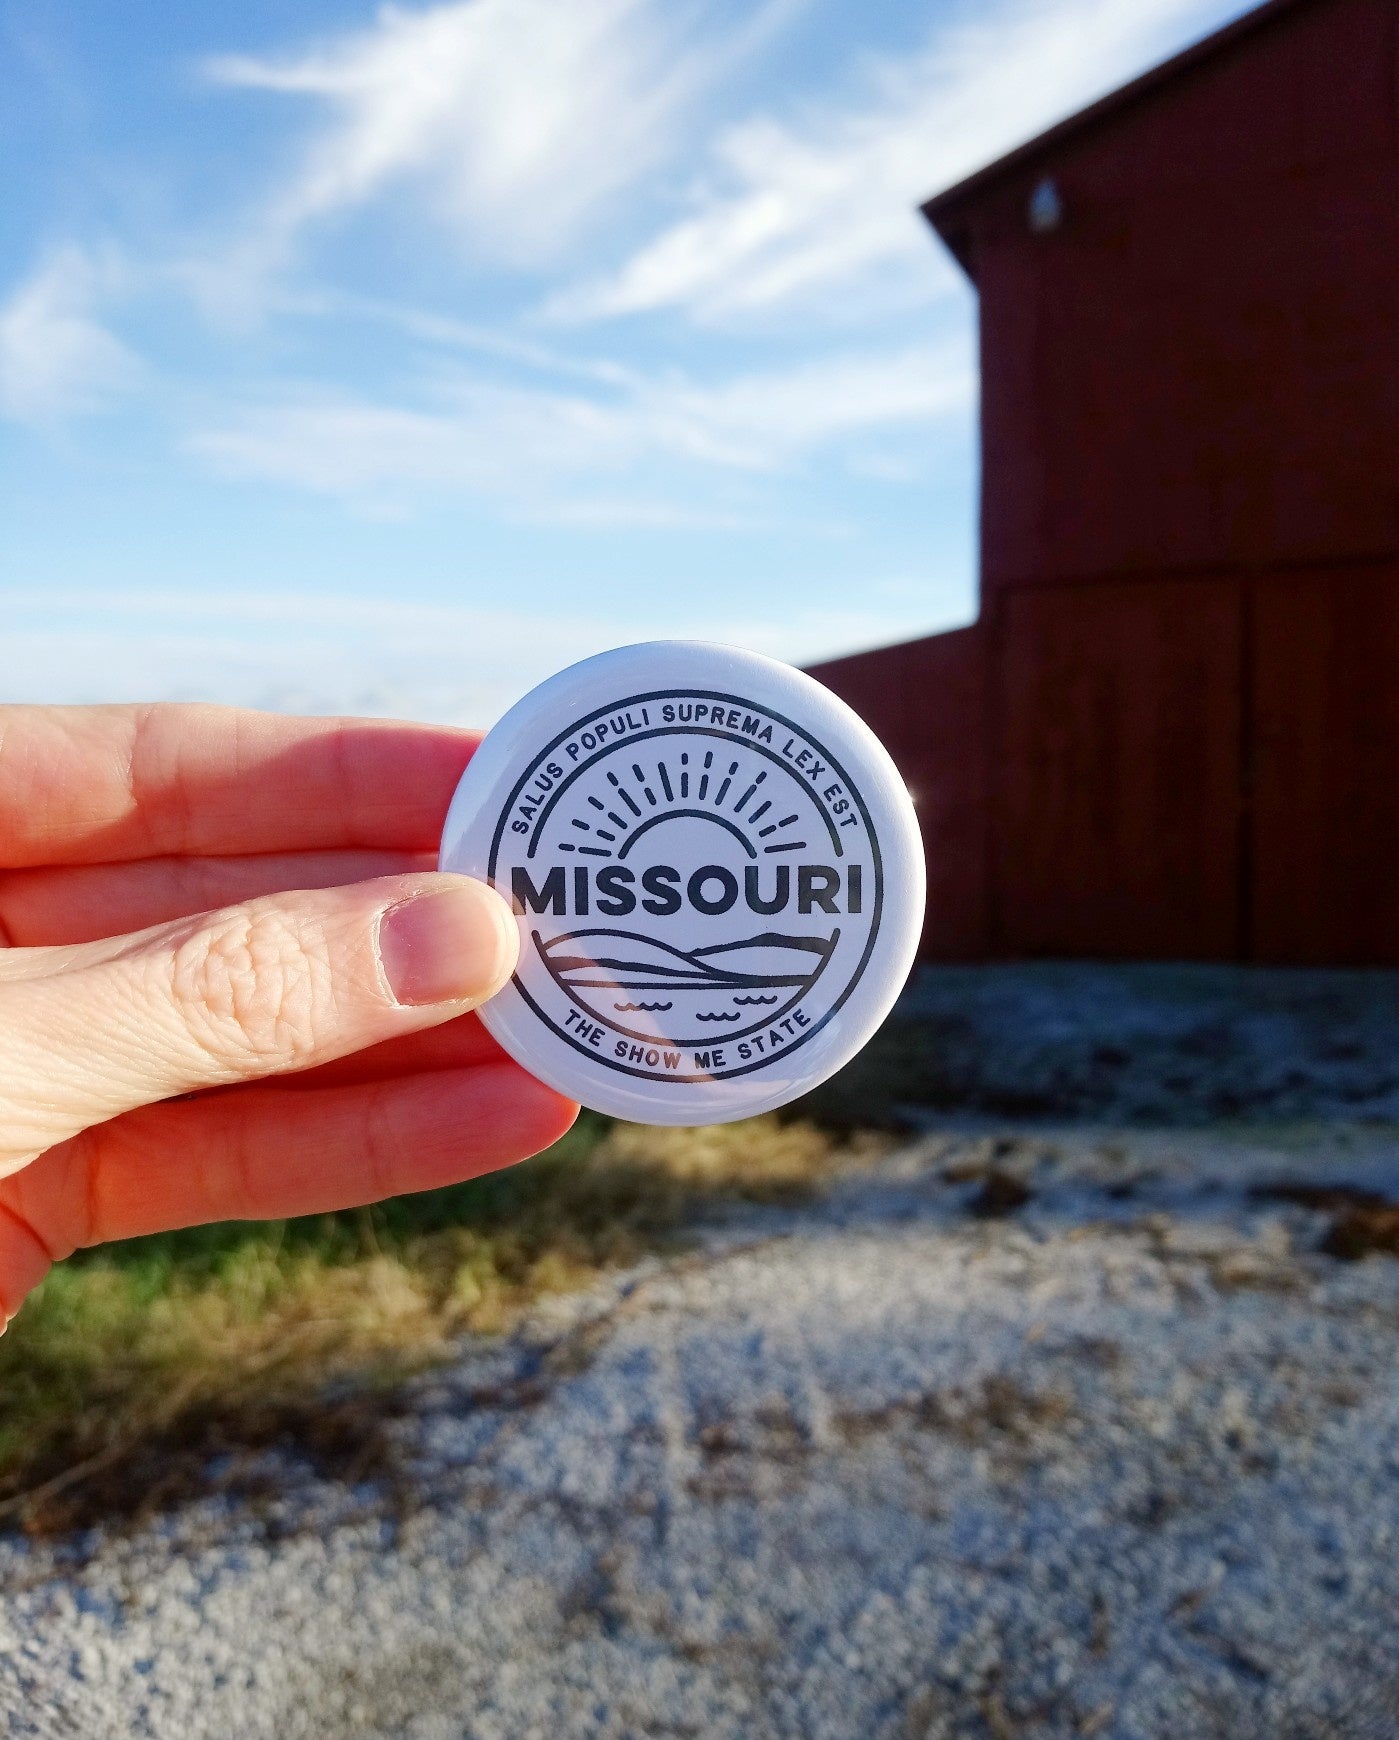 SALUS POPULI SUPREMA LEX EST
MISSOURI
THE SHOW ME STATE